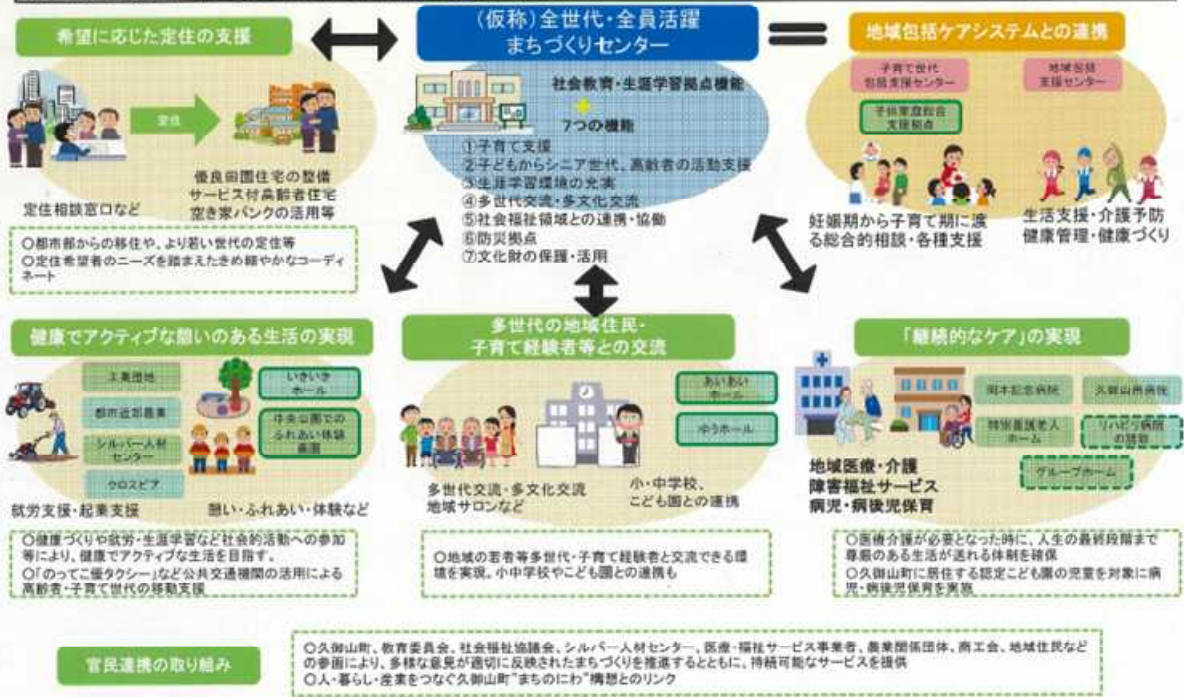 希望に応じた定住の支援
定住
定住相談窓口など
優良田園住宅の整備
サービス付高齢者住宅
空き家バンクの活用等
○都市部からの移住や、より若い世代の定住等
○定住希望者のニーズを踏まえたきめ細やかなコーディ
ネート
(仮称)全世代・全員活躍
まちづくりセンター
社会教育・生涯学習拠点機能
+
7つの機能
①子育て支援
②子どもからシニア世代、高齢者の活動支援
③生涯学習環境の充実
④多世代交流・多文化交流
⑤社会福祉領域との連携・協働
⑥防災拠点
⑦文化財の保護・活用
地域包括ケアシステムとの連携
子育て世代
包括支援センター
地域包括
支援センター
子供家庭総合
支援拠点
妊娠期から子育て期に渡
る総合的相談・各種支援
生活支援・介護予防
健康管理・健康づくり
健康でアクティブな憩いのある生活の実現
工業団地
都市近郊農業
シルバー人材
センター
クロスピア
いきいき
ホール
中央公園での
ふれあい体験
農園
就労支援・起業支援
憩い・ふれあい・体験など
○健康づくりや就労・生涯学習など社会的活動への参加
等により、健康でアクティブな生活を目指す。
○「のってこ優タクシー」など公共交通機関の活用による
高齢者・子育て世代の移動支援
多世代の地域住民・
子育て経験者等との交流
あいあい
ホール
ゆうホール
多世代交流・多文化交流
地域サロンなど
小・中学校、
こども園との連携
○地域の若者等多世代・子育て経験者と交流できる環
境を実現。小中学校やこども園との連携も
「継続的なケア」の実現
岡本記念病院
久御山南病院
特別養護老人
ホーム
リハビリ病院
の誘致
グループホーム
地域医療・介護
障害福祉サービス
病児・病後児保育
○医療介護が必要となった時に、人生の最終段階まで
尊厳のある生活が送れる体制を確保
○久御山町に居住する認定こども園の児童を対象に病
児・病後児保育を実施
官民連携の取り組み
○久御山町、教育委員会、社会福祉協議会、シルバー人材センター、医療・福祉サービス事業者、農業関係団体、商工会、地域住民など
の参画により、多様な意見が適切に反映されたまちづくりを推進するとともに、持続可能なサービスを提供
○人・暮らし・産業をつなぐ久御山町"まちのにわ"構想とのリンク